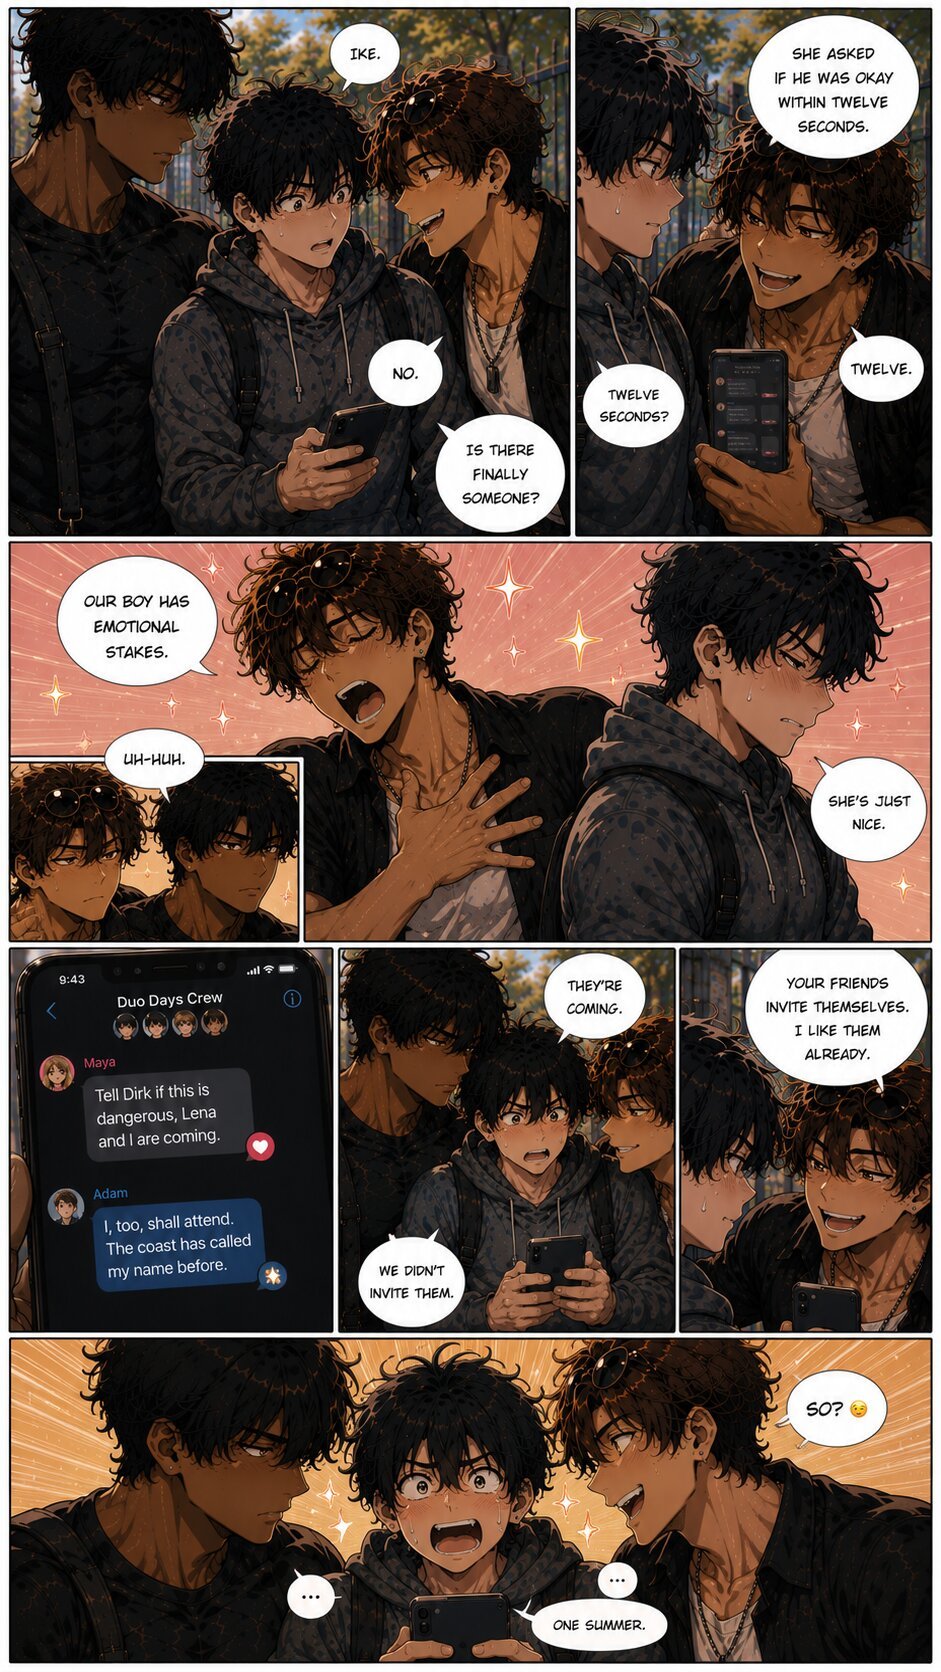 IKE.
NO.
IS THERE
FINALLY
SOMEONE?
SHE ASKED
IF HE WAS OKAY
WITHIN TWELVE
SECONDS.
TWELVE
SECONDS?
TWELVE.
OUR BOY HAS
EMOTIONAL
STAKES.
SHE'S JUST
NICE.
UH-HUH.
9:43
Duo Days Crew
Maya
Tell Dirk if this is
dangerous, Lena
and I are coming.
Adam
I, too, shall attend.
The coast has called
my name before.
THEY'RE
COMING.
WE DIDN'T
INVITE THEM.
YOUR FRIENDS
INVITE THEMSELVES.
I LIKE THEM
ALREADY.
SO? 😉
...
...
ONE SUMMER.